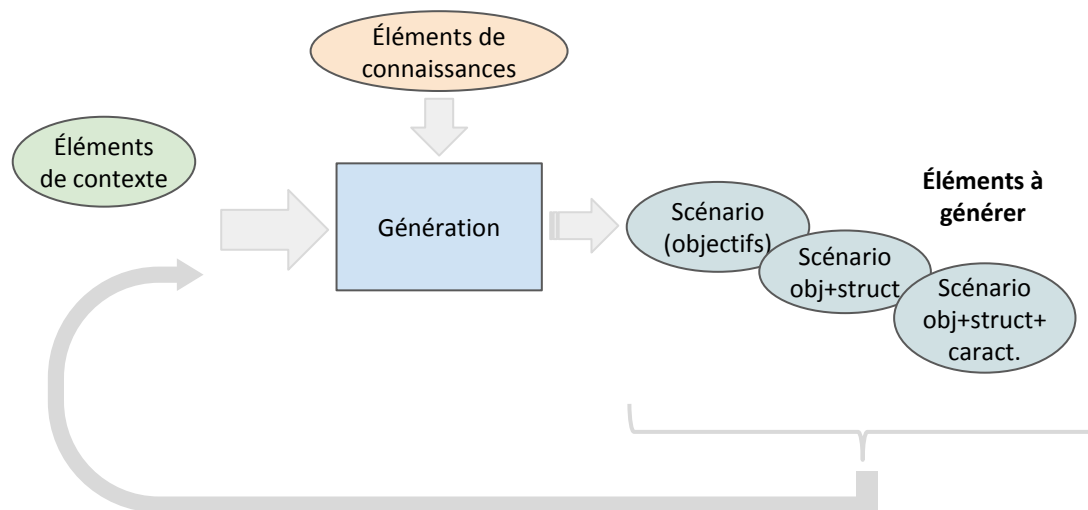 Éléments de
connaissances
Éléments
de contexte
Génération
Éléments à
générer
Scénario
(objectifs)
Scénario
obj+struct
Scénario
obj+struct+
caract.